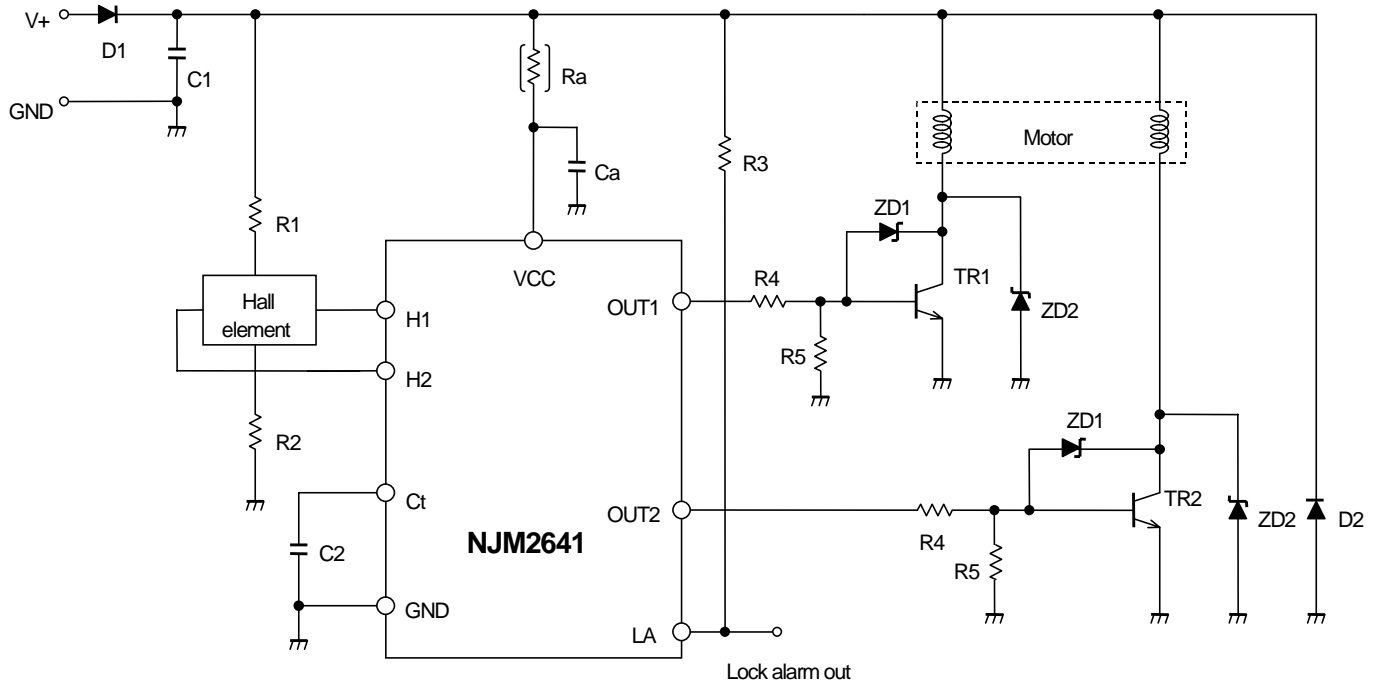 V+
D1
C1
GND
Ra
Ca
R3
Motor
R1
ZD1
VCC
R4
TR1
Hall
element
H1
OUT1
ZD2
R5
H2
R2
ZD1
Ct
OUT2
TR2
C2
NJM2641
R4
ZD2
D2
R5
GND
LA
Lock alarm out